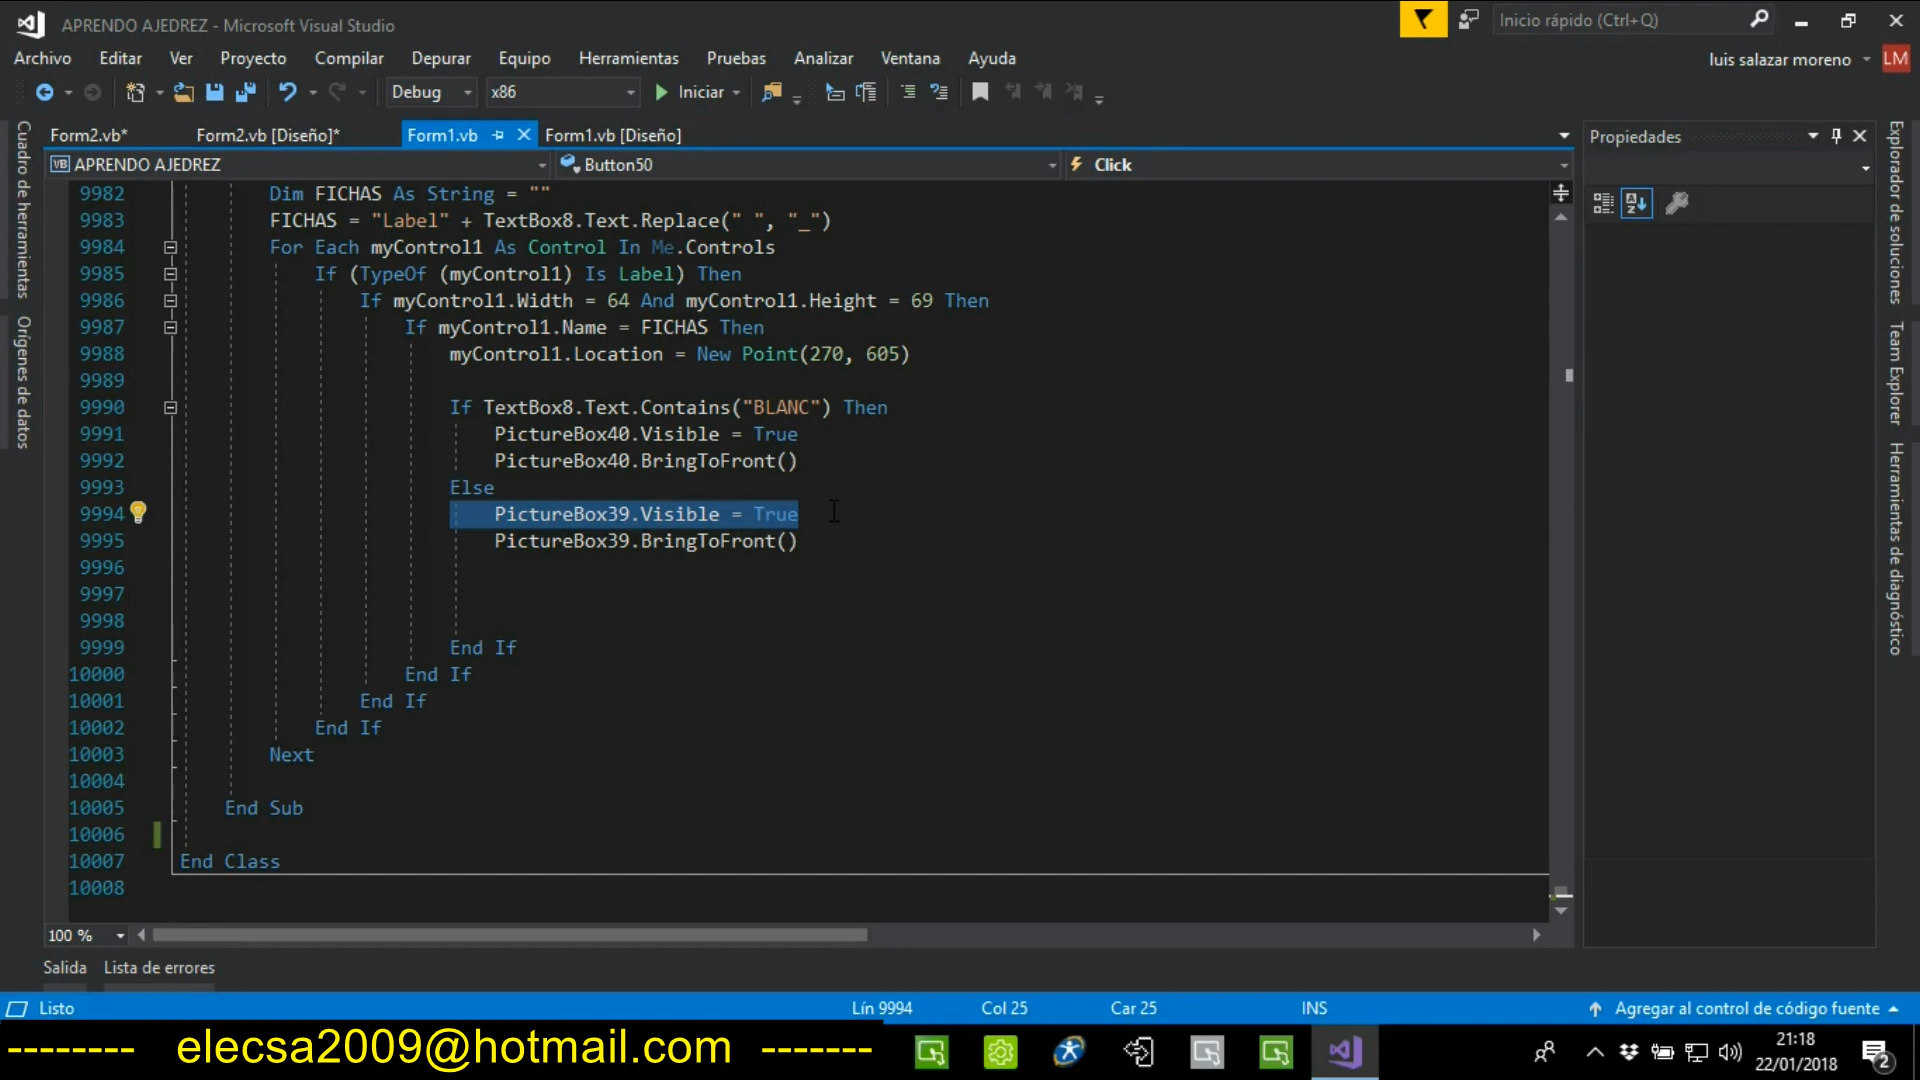 APRENDO AJEDREZ - Microsoft Visual Studio
Inicio rápido (Ctrl+Q)
Archivo Editar Ver Proyecto Compilar Depurar Equipo Herramientas Pruebas Analizar Ventana Ayuda
luis salazar moreno LM
Debug x86 Iniciar
Form2.vb* Form2.vb [Diseño]* Form1.vb Form1.vb [Diseño]
Propiedades
VB APRENDO AJEDREZ Button50 Click
Cuadro de herramientas
Orígenes de datos
9982 Dim FICHAS As String = ""
9983 FICHAS = "Label" + TextBox8.Text.Replace(" ", "_")
9984 For Each myControl1 As Control In Me.Controls
9985 If (TypeOf (myControl1) Is Label) Then
9986 If myControl1.Width = 64 And myControl1.Height = 69 Then
9987 If myControl1.Name = FICHAS Then
9988 myControl1.Location = New Point(270, 605)
9989
9990 If TextBox8.Text.Contains("BLANC") Then
9991 PictureBox40.Visible = True
9992 PictureBox40.BringToFront()
9993 Else
9994 PictureBox39.Visible = True
9995 PictureBox39.BringToFront()
9996
9997
9998
9999 End If
10000 End If
10001 End If
10002 End If
10003 Next
10004
10005 End Sub
10006
10007 End Class
10008
Explorador de soluciones
Team Explorer
Herramientas de diagnóstico
100 %
Salida Lista de errores
Listo Lín 9994 Col 25 Car 25 INS Agregar al control de código fuente
-------- elecsa2009@hotmail.com -------
21:18
22/01/2018
2